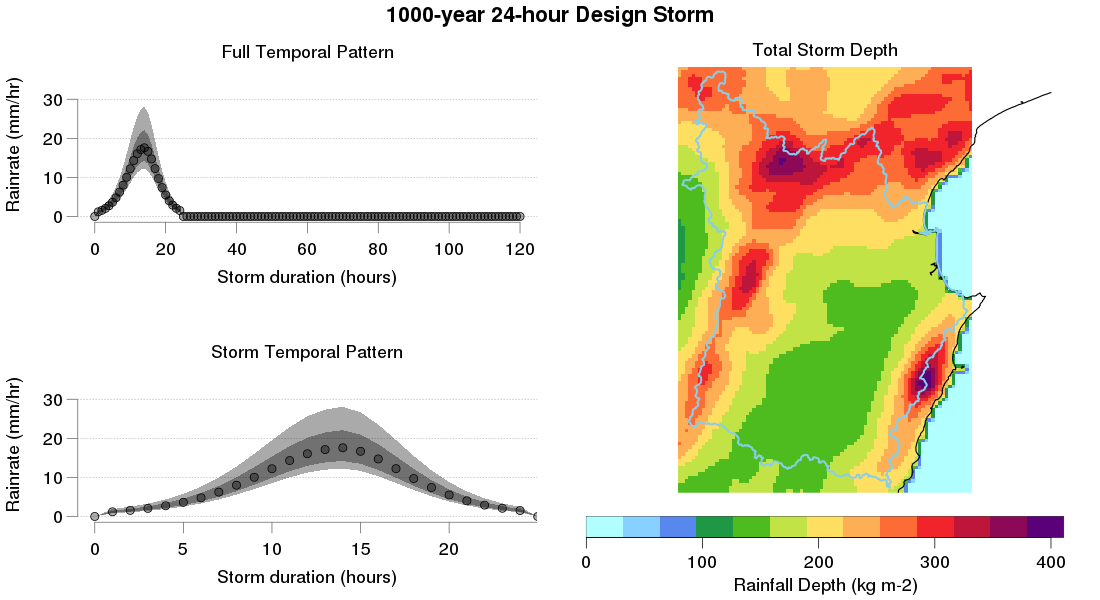 1000-year 24-hour Design Storm
Full Temporal Pattern
Rainrate (mm/hr)
30
20
10
0
0 20 40 60 80 100 120
Storm duration (hours)
Storm Temporal Pattern
Rainrate (mm/hr)
30
20
10
0
0 5 10 15 20
Storm duration (hours)
Total Storm Depth
0 100 200 300 400
Rainfall Depth (kg m-2)